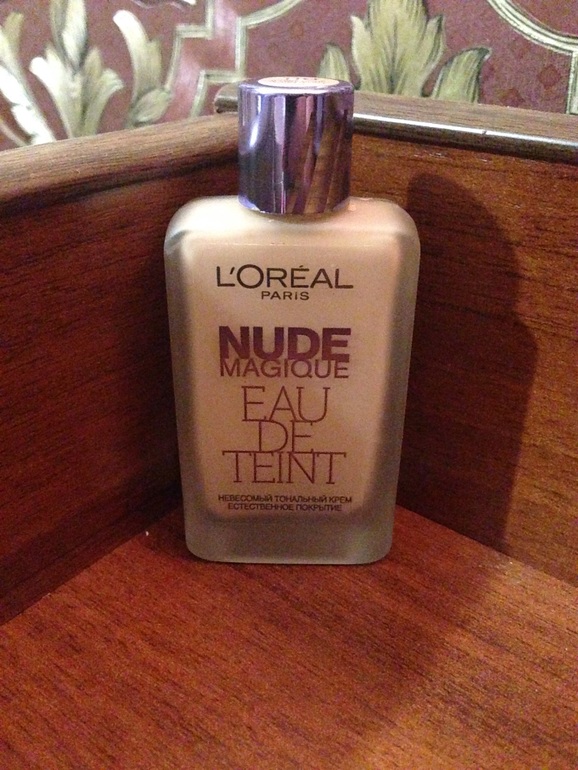 L'ORÉAL
PARIS
NUDE
MAGIQUE
EAU
DE
TEINT
НЕВЕСОМЫЙ ТОНАЛЬНЫЙ КРЕМ
ЕСТЕСТВЕННОЕ ПОКРЫТИЕ